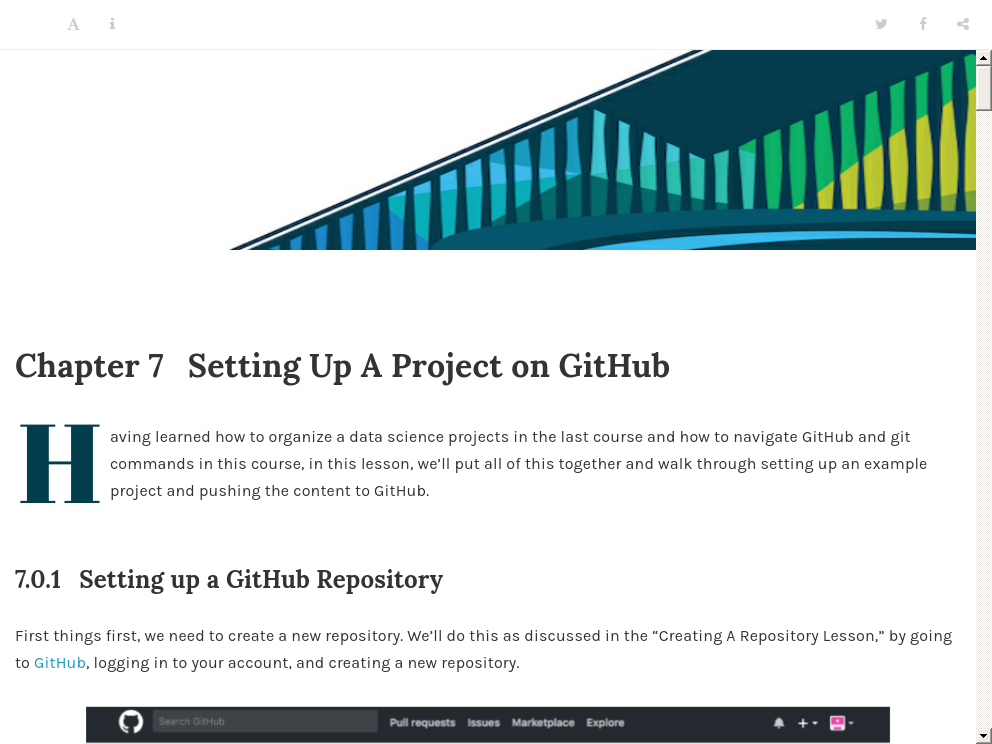 Chapter 7 Setting Up A Project on GitHub
Having learned how to organize a data science projects in the last course and how to navigate GitHub and git
commands in this course, in this lesson, we’ll put all of this together and walk through setting up an example
project and pushing the content to GitHub.
7.0.1 Setting up a GitHub Repository
First things first, we need to create a new repository. We’ll do this as discussed in the “Creating A Repository Lesson,” by going
to GitHub, logging in to your account, and creating a new repository.
Search GitHub Pull requests Issues Marketplace Explore